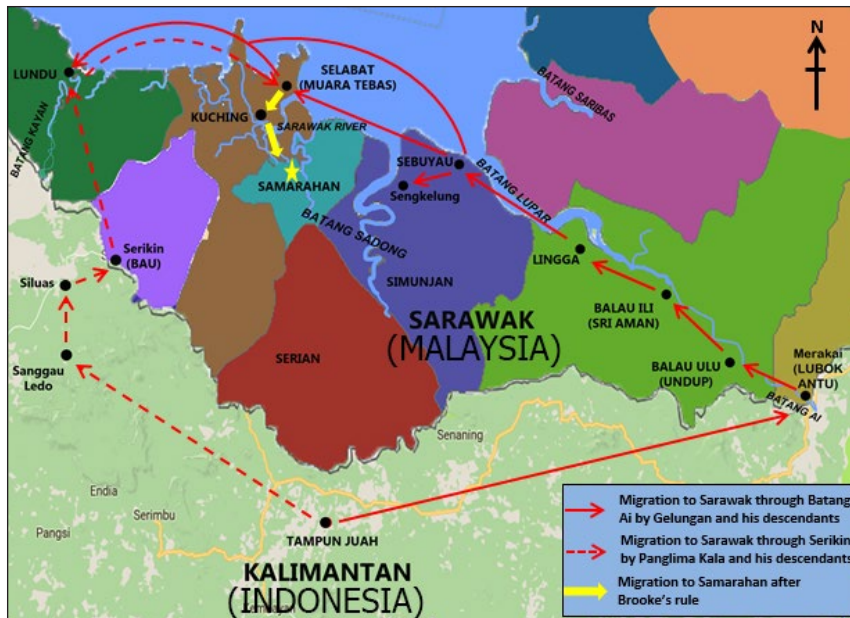 N
LUNDU
SELABAT
(MUARA TEBAS)
BATANG KAYAN
KUCHING
SARAWAK RIVER
BATANG SARIBAS
SEBUYAU
BATANG LUPAR
Sengkelung
SAMARAHAN
BATANG SADONG
Serikin
(BAU)
LINGGA
Siluas
SIMUNJAN
BALAU ILI
(SRI AMAN)
SARAWAK
(MALAYSIA)
SERIAN
Sanggau
Ledo
BALAU ULU
(UNDUP)
Merakai
(LUBOK
ANTU)
BATANG AI
Senaning
Endia
Serimbu
Pangsi
TAMPUN JUAH
KALIMANTAN
(INDONESIA)
Migration to Sarawak through Batang
Ai by Gelungan and his descendants
Migration to Sarawak through Serikin
by Panglima Kala and his descendants
Migration to Samarahan after
Brooke's rule